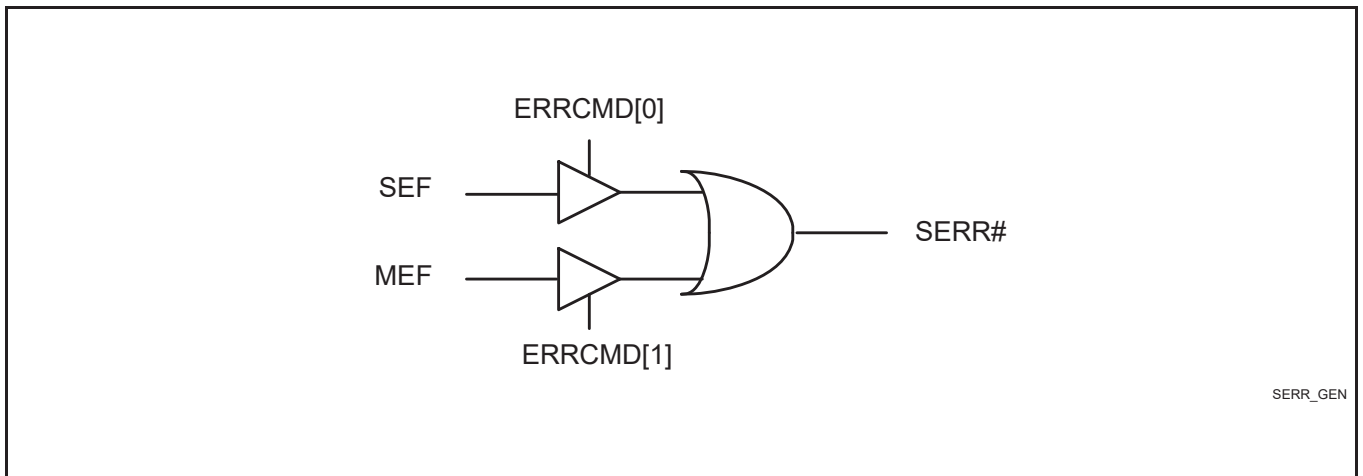 ERRCMD[0]
SEF
SERR#
MEF
ERRCMD[1]
SERR_GEN